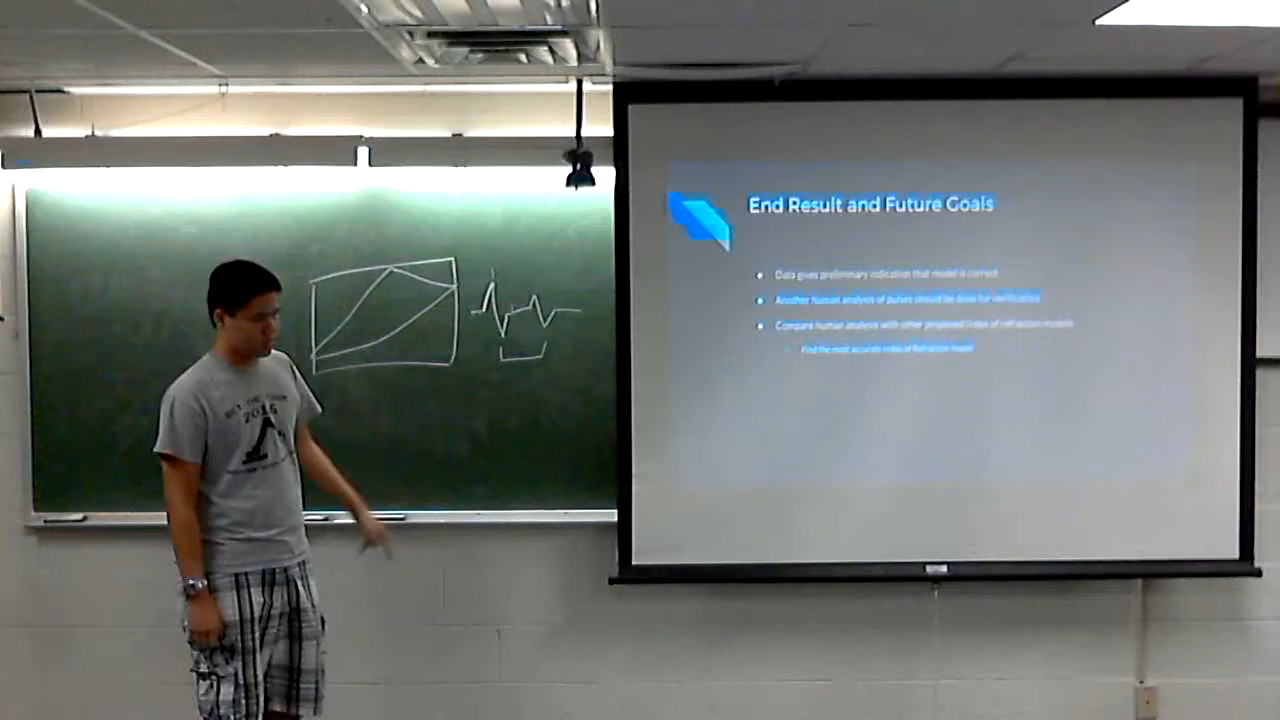 End Result and Future Goals
Data gives preliminary indication that model is correct
Another human analysis of pulses should be done for verification
Compare human analysis with other proposed index of refraction models
Find the most accurate Index of Refraction model
2016